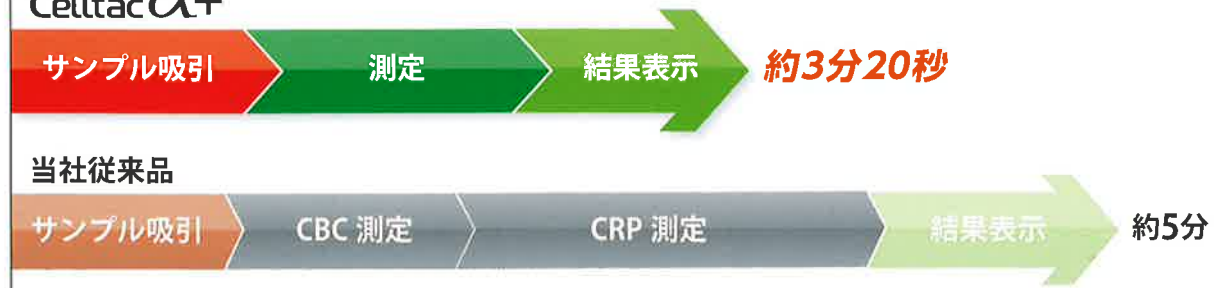 Celltac α+
サンプル吸引 測定 結果表示 約3分20秒
当社従来品
サンプル吸引 CBC 測定 CRP 測定 結果表示 約5分